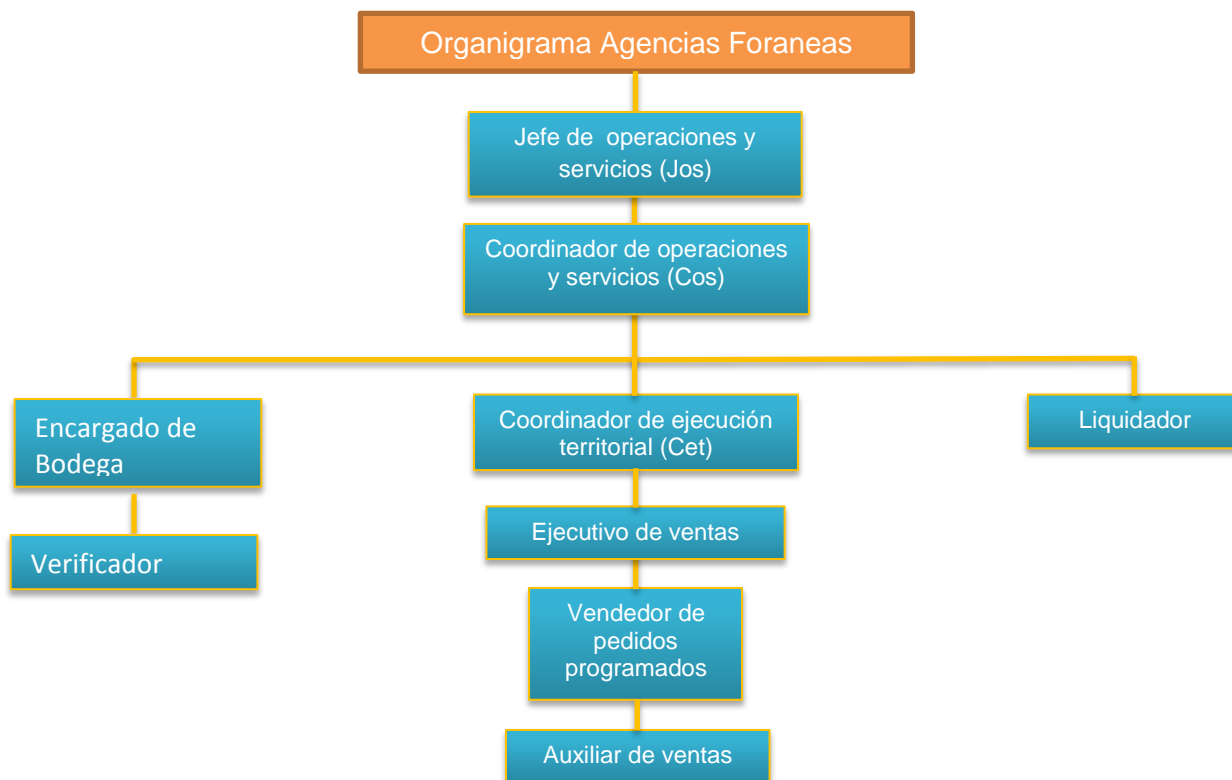 Organigrama Agencias Foraneas
Jefe de operaciones y
servicios (Jos)
Coordinador de operaciones
y servicios (Cos)
Encargado de
Bodega
Coordinador de ejecución
territorial (Cet)
Liquidador
Verificador
Ejecutivo de ventas
Vendedor de
pedidos
programados
Auxiliar de ventas